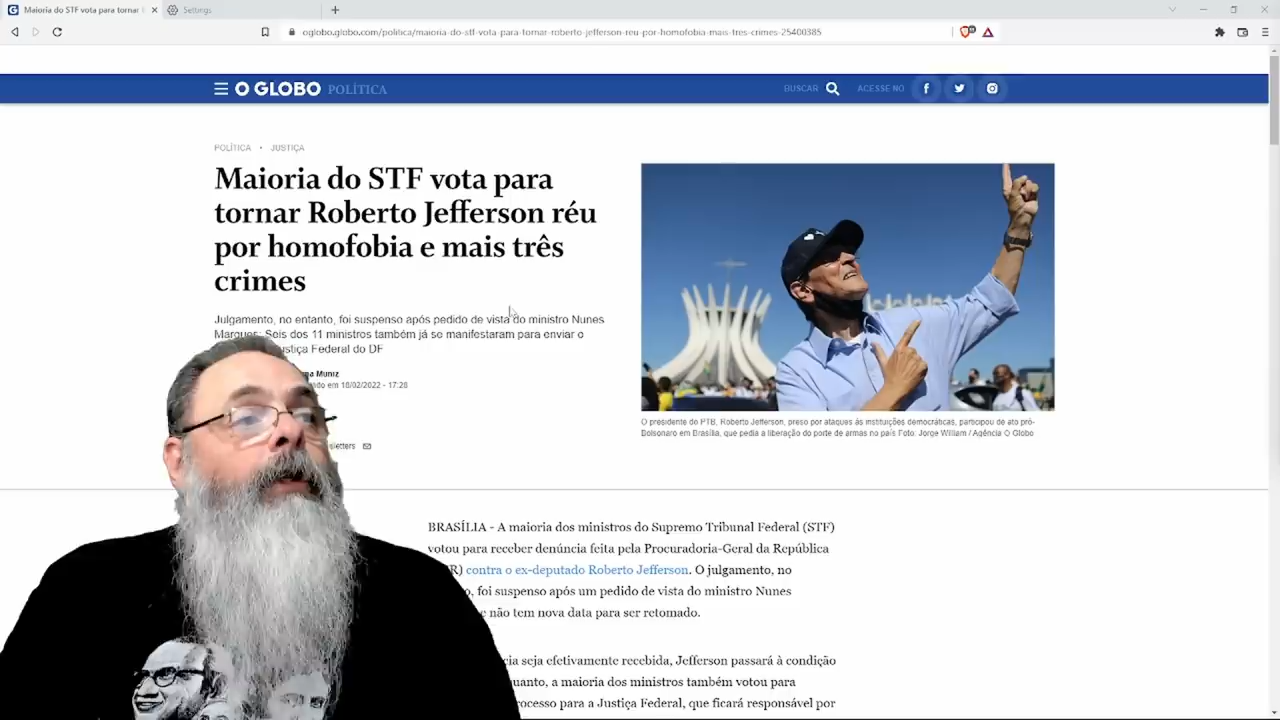 Maioria do STF vota para tornar
Settings
oglobo.globo.com/politica/maioria-do-stf-vota-para-tornar-roberto-jefferson-reu-por-homofobia-mais-tres-crimes-25400385
O GLOBO POLÍTICA
BUSCAR
ACESSE NO
POLÍTICA • JUSTIÇA
Maioria do STF vota para
tornar Roberto Jefferson réu
por homofobia e mais três
crimes
Julgamento, no entanto, foi suspenso após pedido de vista do ministro Nunes
Marques; Seis dos 11 ministros também já se manifestaram para enviar o
Justiça Federal do DF
Muniz
em 18/02/2022 - 17:28
O presidente do PTB, Roberto Jefferson, preso por ataques às instituições democráticas, participou de ato pró-
Bolsonaro em Brasília, que pedia a liberação do porte de armas no país Foto: Jorge William / Agência O Globo
BRASÍLIA - A maioria dos ministros do Supremo Tribunal Federal (STF)
votou para receber denúncia feita pela Procuradoria-Geral da República
contra o ex-deputado Roberto Jefferson. O julgamento, no
foi suspenso após um pedido de vista do ministro Nunes
e não tem nova data para ser retomado.
seja efetivamente recebida, Jefferson passará à condição
a maioria dos ministros também votou para
para a Justiça Federal, que ficará responsável por